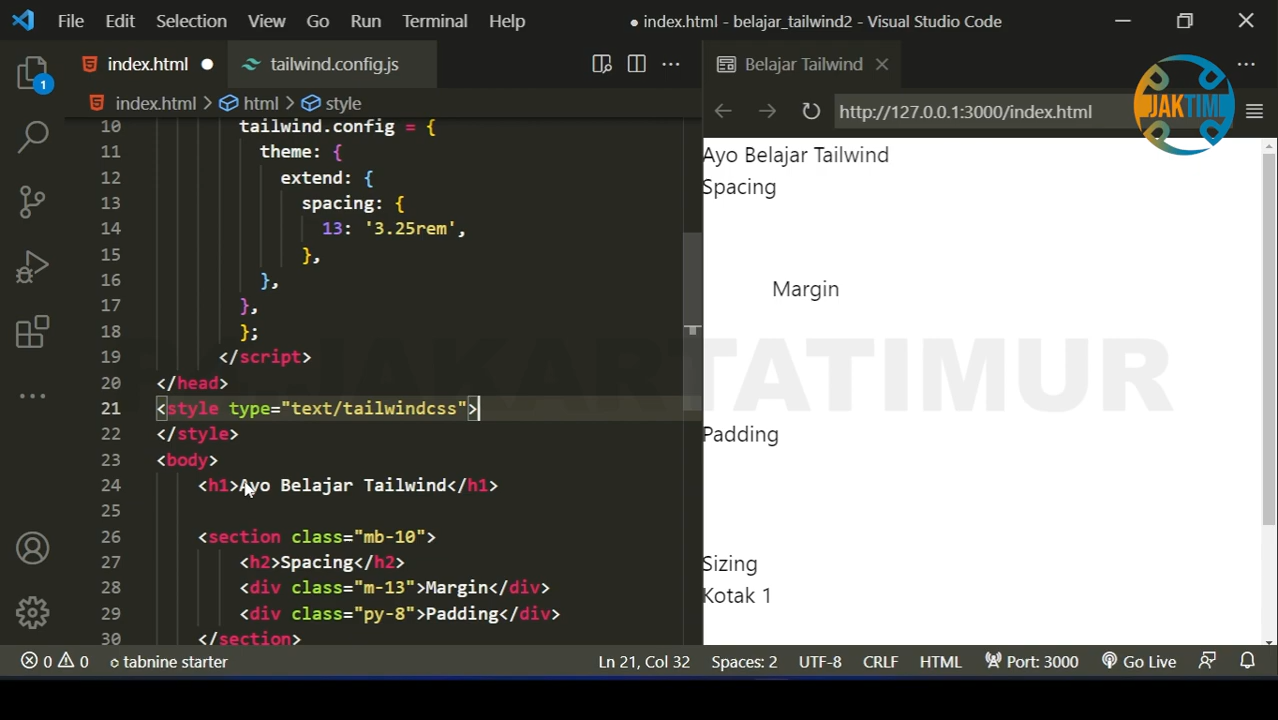 File Edit Selection View Go Run Terminal Help
● index.html - belajar_tailwind2 - Visual Studio Code
index.html ● tailwind.config.js
Belajar Tailwind
index.html > html > style
http://127.0.0.1:3000/index.html
JAKTIM
1
10 tailwind.config = {
11 theme: {
12 extend: {
13 spacing: {
14 13: '3.25rem',
15 },
16 },
17 },
18 };
19 </script>
20 </head>
21 <style type="text/tailwindcss">
22 </style>
23 <body>
24 <h1>Ayo Belajar Tailwind</h1>
25
26 <section class="mb-10">
27 <h2>Spacing</h2>
28 <div class="m-13">Margin</div>
29 <div class="py-8">Padding</div>
30 </section>
Ayo Belajar Tailwind
Spacing
Margin
Padding
Sizing
Kotak 1
JAKARTATIMUR
0 0 tabnine starter
Ln 21, Col 32 Spaces: 2 UTF-8 CRLF HTML Port: 3000 Go Live